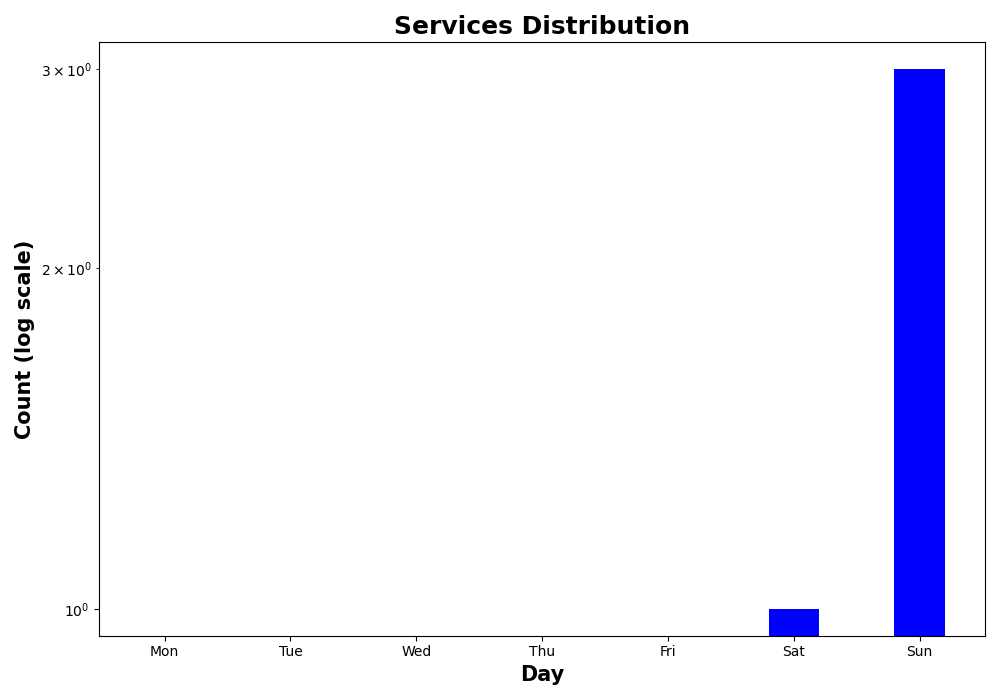 Services Distribution
3 × 10⁰
2 × 10⁰
10⁰
Count (log scale)
Mon Tue Wed Thu Fri Sat Sun
Day